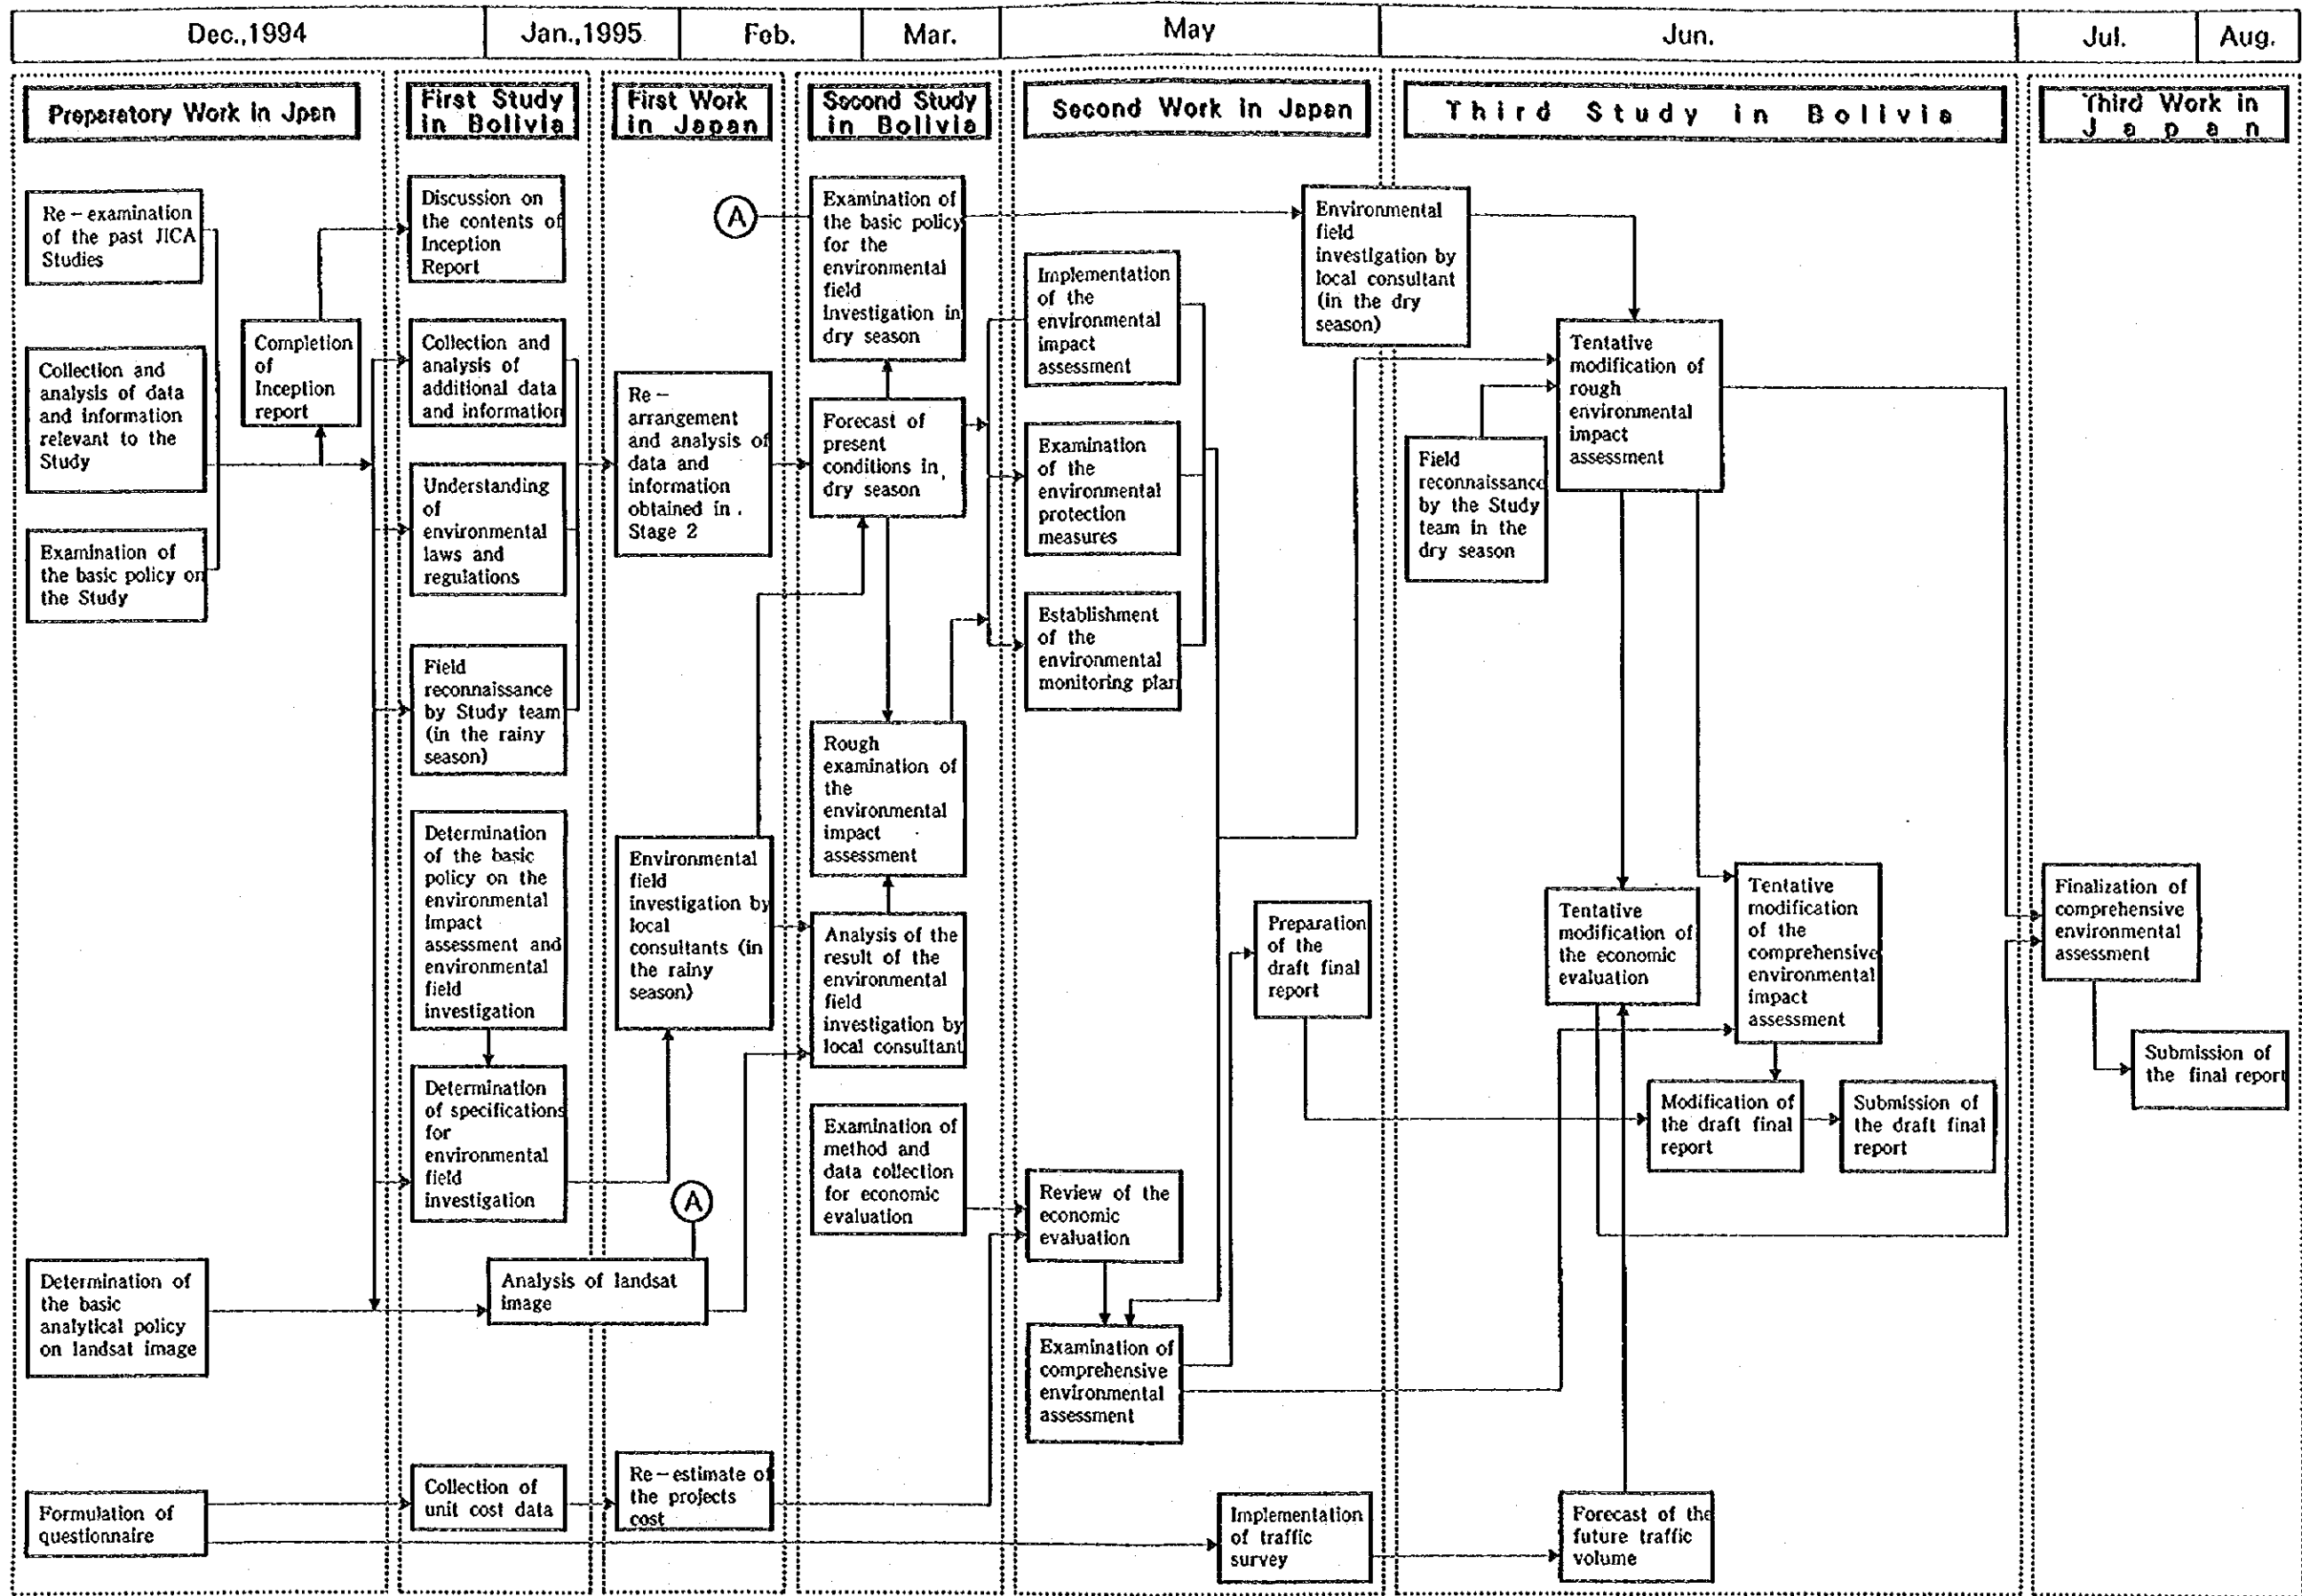 Dec.,1994
Jan.,1995
Feb.
Mar.
May
Jun.
Jul.
Aug.
Preparatory Work in Jpan
First Study
in Bolivia
First Work
in Japan
Second Study
in Bolivia
Second Work in Japan
Third Study in Bolivia
Third Work in
Japan
Re-examination
of the past JICA
Studies
Collection and
analysis of data
and information
relevant to the
Study
Examination of
the basic policy on
the Study
Completion
of
Inception
report
Determination of
the basic
analytical policy
on landsat image
Formulation of
questionnaire
Discussion on
the contents of
Inception
Report
Collection and
analysis of
additional data
and information
Understanding
of
environmental
laws and
regulations
Field
reconnaissance
by Study team
(in the rainy
season)
Determination
of the basic
policy on the
environmental
impact
assessment and
environmental
field
investigation
Determination
of specifications
for
environmental
field
investigation
Analysis of landsat
image
Collection of
unit cost data
A
Re-
arrangement
and analysis of
data and
information
obtained in.
Stage 2
Environmental
field
investigation by
local
consultants (in
the rainy
season)
A
Re-estimate of
the projects
cost
Examination of
the basic policy
for the
environmental
field
investigation in
dry season
Forecast of
present
conditions in,
dry season
Rough
examination of
the
environmental
impact
assessment
Analysis of the
result of the
environmental
field
investigation by
local consultant
Examination of
method and
data collection
for economic
evaluation
Implementation
of the
environmental
impact
assessment
Examination
of the
environmental
protection
measures
Establishment
of the
environmental
monitoring plan
Review of the
economic
evaluation
Examination of
comprehensive
environmental
assessment
Preparation
of the
draft final
report
Implementation
of traffic
survey
Environmental
field
investigation by
local consultant
(in the dry
season)
Field
reconnaissance
by the Study
team in the
dry season
Tentative
modification of
rough
environmental
impact
assessment
Tentative
modification of
the economic
evaluation
Tentative
modification
of the
comprehensive
environmental
impact
assessment
Modification of
the draft final
report
Submission of
the draft final
report
Forecast of the
future traffic
volume
Finalization of
comprehensive
environmental
assessment
Submission of
the final report